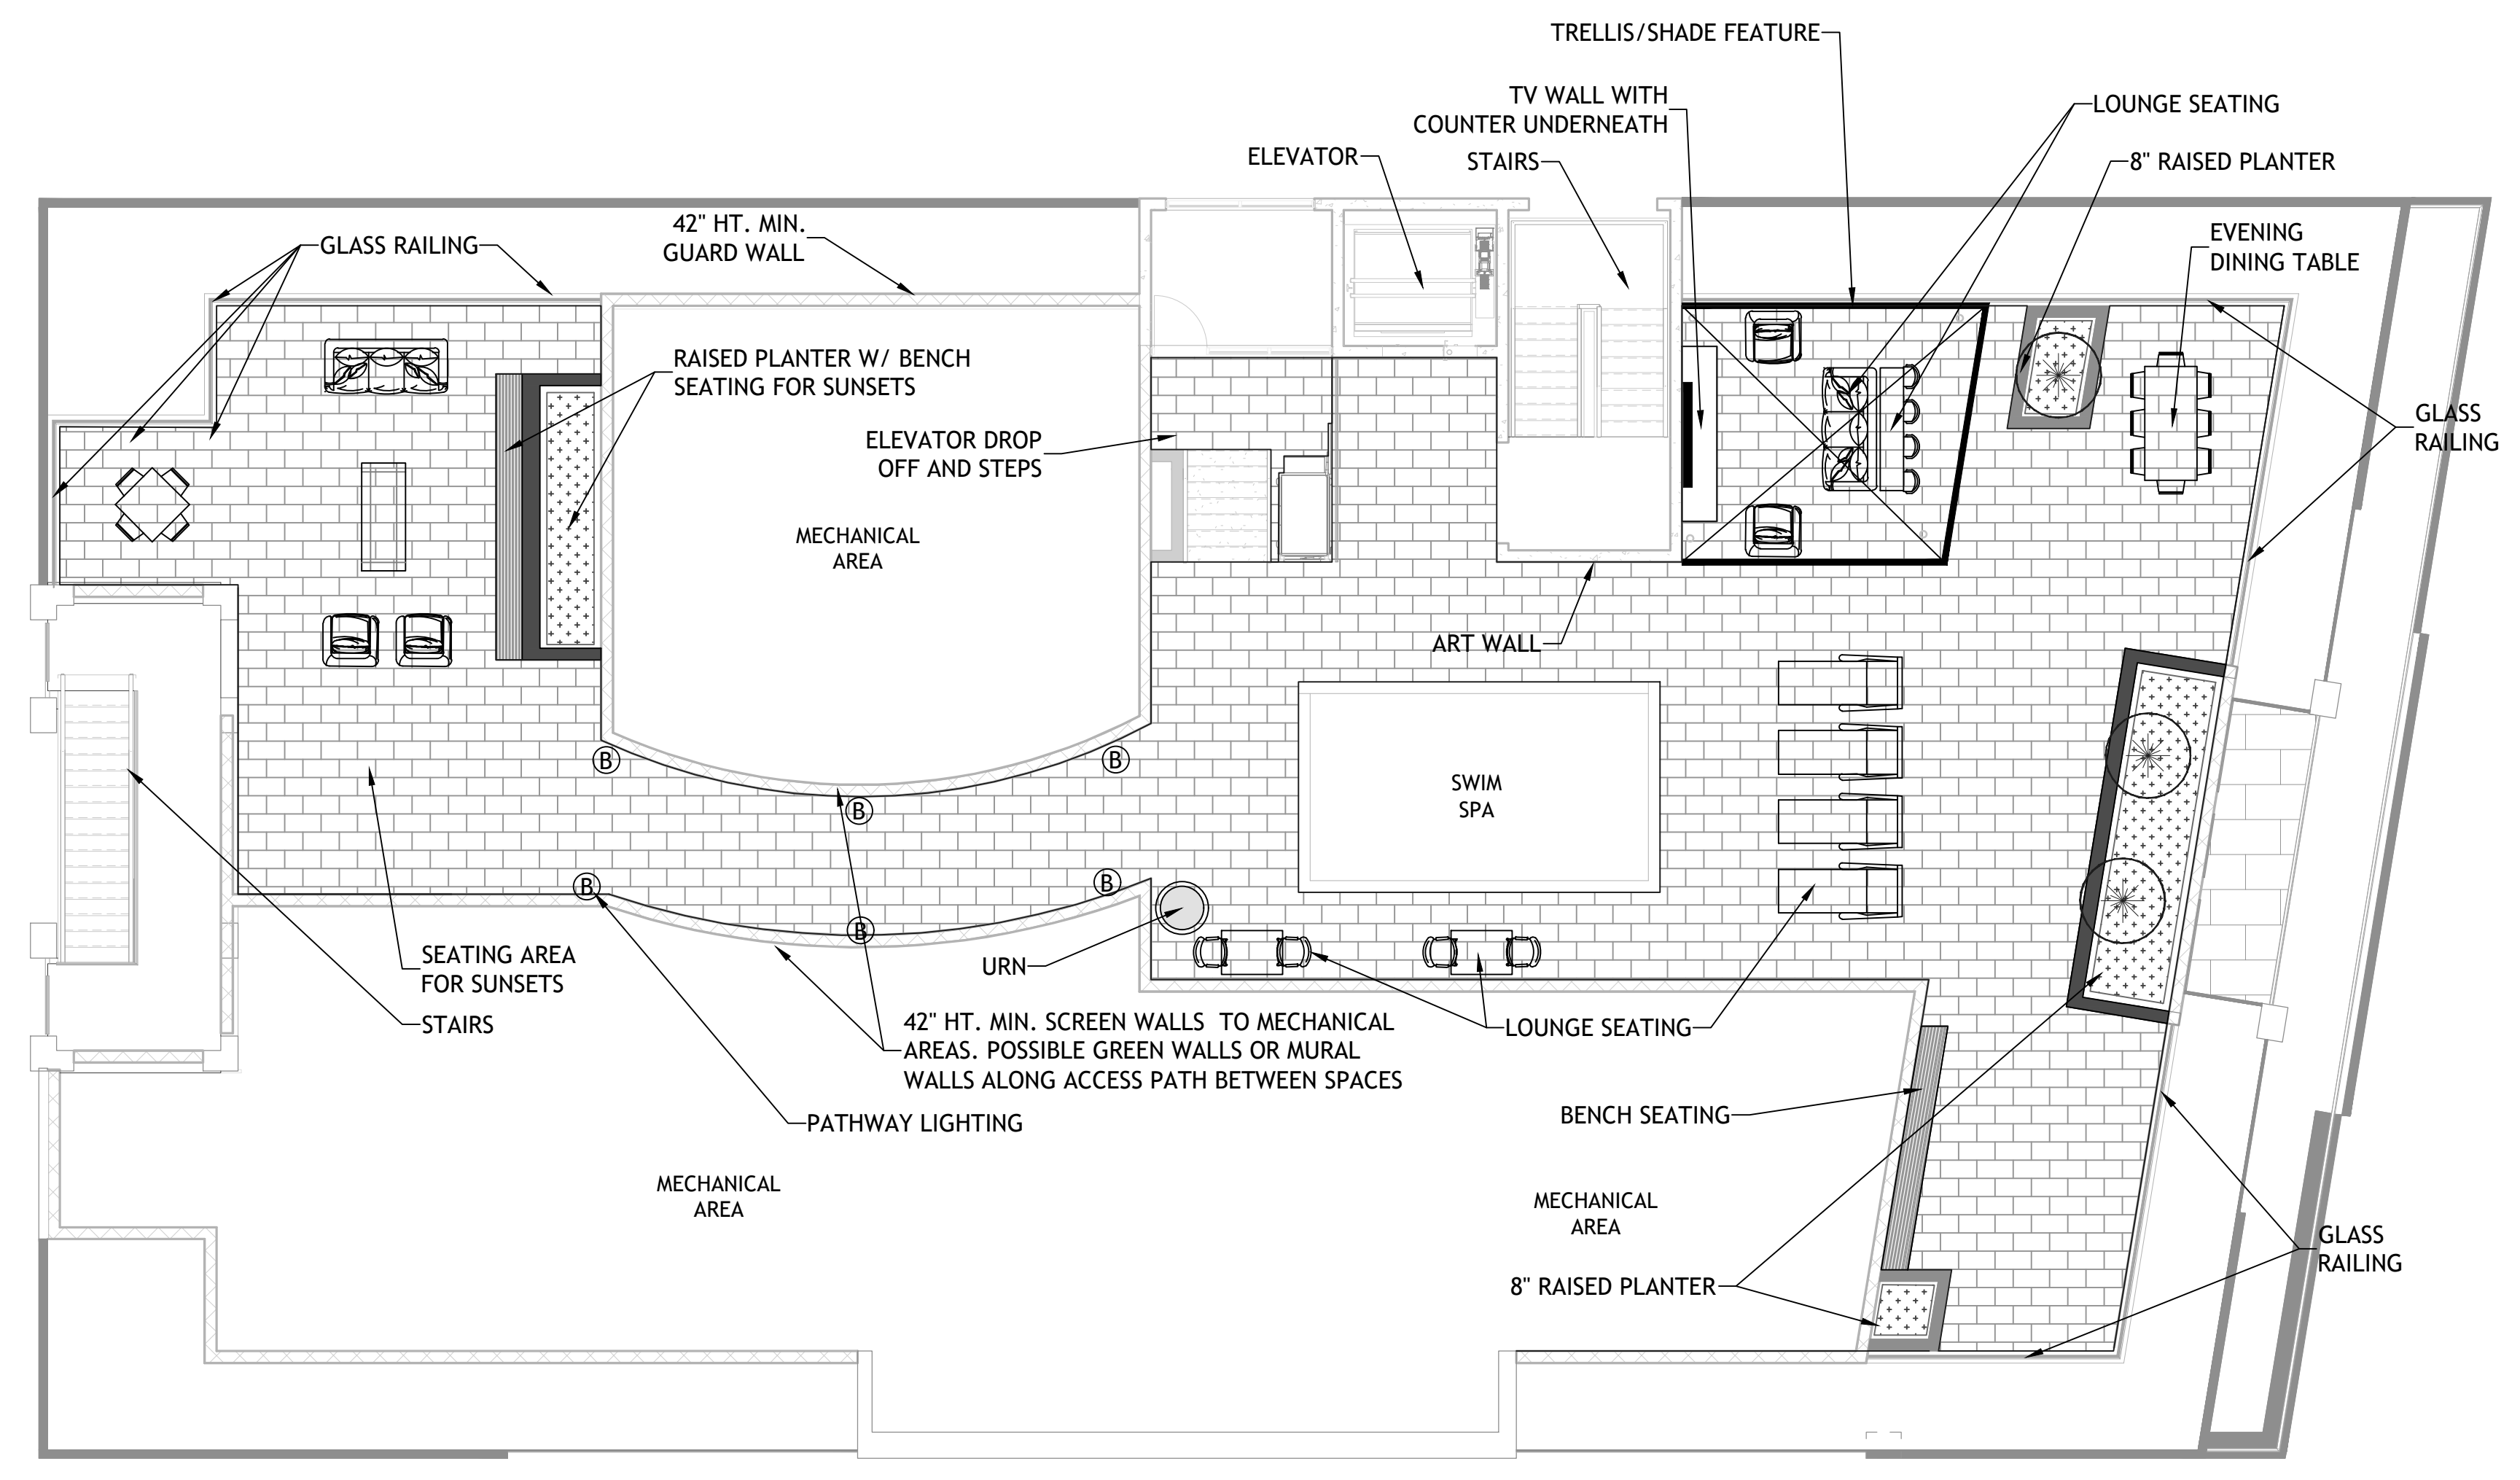 TRELLIS/SHADE FEATURE
TV WALL WITH
COUNTER UNDERNEATH
LOUNGE SEATING
ELEVATOR
STAIRS
8" RAISED PLANTER
42" HT. MIN.
GUARD WALL
GLASS RAILING
EVENING
DINING TABLE
RAISED PLANTER W/ BENCH
SEATING FOR SUNSETS
ELEVATOR DROP
OFF AND STEPS
GLASS
RAILING
MECHANICAL
AREA
ART WALL
B
B
B
SWIM
SPA
B
B
B
SEATING AREA
FOR SUNSETS
URN
STAIRS
42" HT. MIN. SCREEN WALLS TO MECHANICAL
AREAS. POSSIBLE GREEN WALLS OR MURAL
WALLS ALONG ACCESS PATH BETWEEN SPACES
LOUNGE SEATING
PATHWAY LIGHTING
BENCH SEATING
MECHANICAL
AREA
MECHANICAL
AREA
GLASS
RAILING
8" RAISED PLANTER